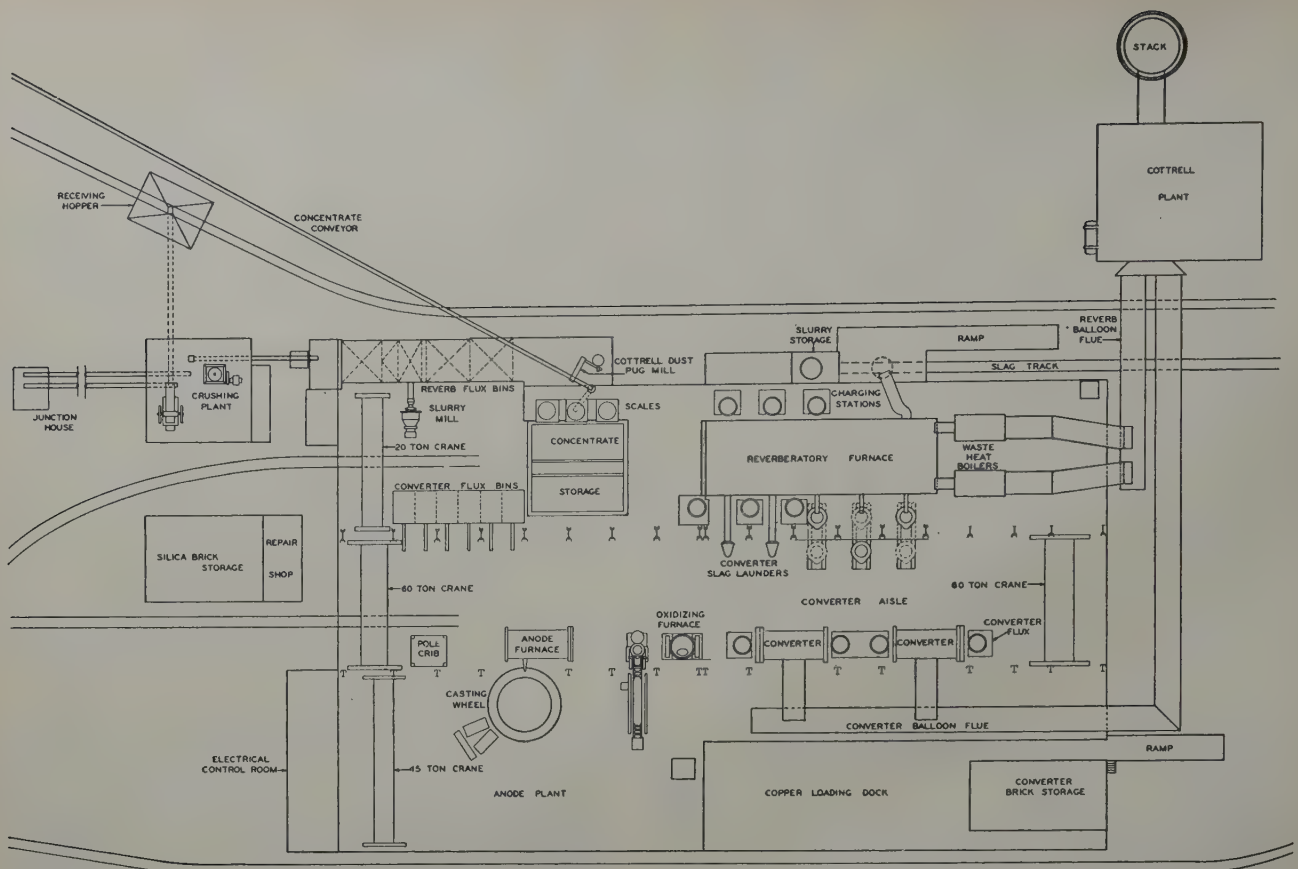 STACK
COTTRELL
PLANT
RECEIVING
HOPPER
CONCENTRATE
CONVEYOR
REVERB
BALLOON
FLUE
SLURRY
STORAGE
RAMP
SLAG TRACK
COTTRELL DUST
PUG MILL
CRUSHING
PLANT
JUNCTION
HOUSE
REVERB FLUX BINS
SLURRY
MILL
SCALES
CHARGING
STATIONS
20 TON CRANE
CONCENTRATE
STORAGE
REVERBERATORY FURNACE
WASTE
HEAT
BOILERS
CONVERTER FLUX BINS
SILICA BRICK
STORAGE
REPAIR
SHOP
CONVERTER
SLAG LAUNDERS
60 TON CRANE
60 TON CRANE
CONVERTER AISLE
OXIDIZING
FURNACE
CONVERTER
FLUX
POLE
CRIB
ANODE
FURNACE
CONVERTER
CONVERTER
CASTING
WHEEL
CONVERTER BALLOON FLUE
ELECTRICAL
CONTROL ROOM
45 TON CRANE
ANODE PLANT
COPPER LOADING DOCK
CONVERTER
BRICK STORAGE
RAMP